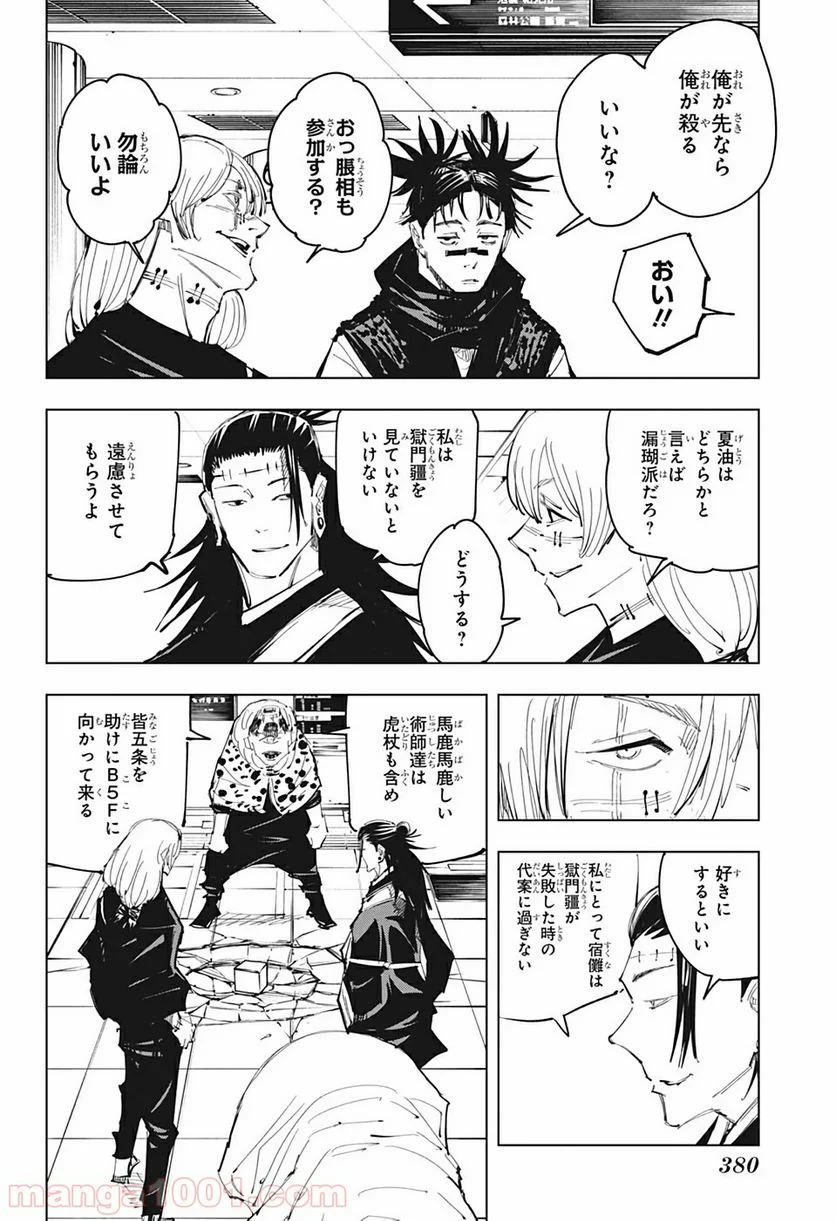 森林公園
俺が先なら
俺が殺る
いいな?
おい!!
おっ脹相も
参加する?
勿論
いいよ
夏油は
どちらかと
言えば
漏瑚派だろ?
どうする?
私は
獄門疆を
見ていないと
いけない
遠慮させて
もらうよ
好きに
するといい
私にとって宿儺は
獄門疆が
失敗した時の
代案に過ぎない
馬鹿馬鹿しい
術師達は
虎杖も含め
皆五条を
助けにB5Fに
向かって来る
380
manga1001.com